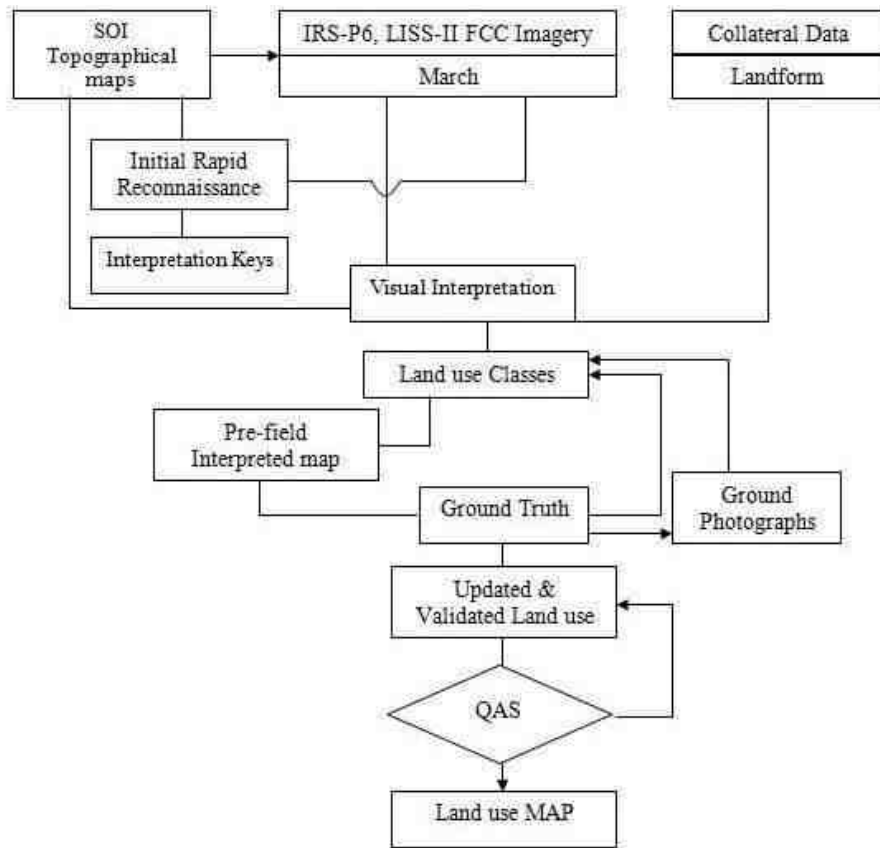 SOI
Topographical
maps
IRS-P6, LISS-II FCC Imagery
March
Collateral Data
Landform
Initial Rapid
Reconnaissance
Interpretation Keys
Visual Interpretation
Land use Classes
Pre-field
Interpreted map
Ground Truth
Ground
Photographs
Updated &
Validated Land use
QAS
Land use MAP